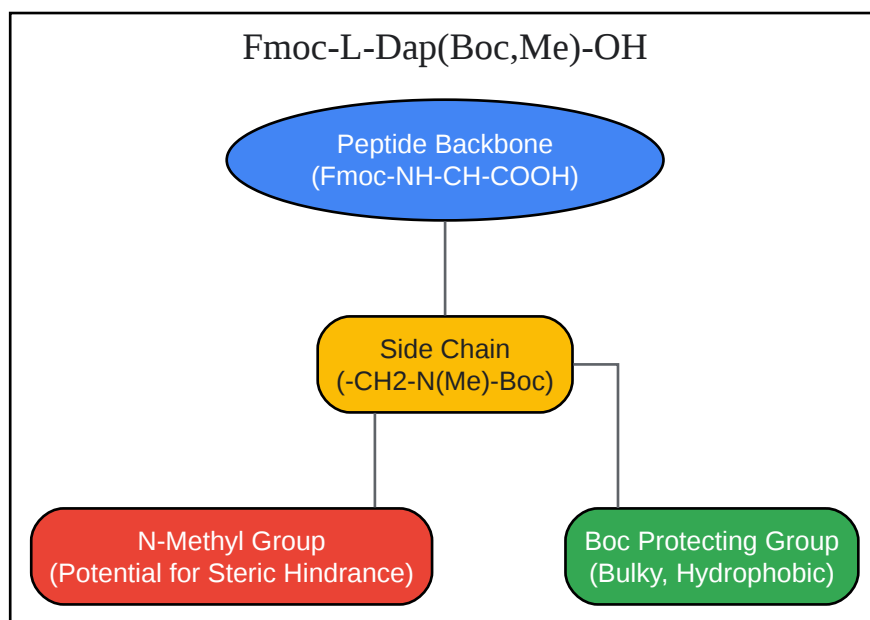 Fmoc-L-Dap(Boc,Me)-OH
Peptide Backbone
(Fmoc-NH-CH-COOH)
Side Chain
(-CH2-N(Me)-Boc)
N-Methyl Group
(Potential for Steric Hindrance)
Boc Protecting Group
(Bulky, Hydrophobic)